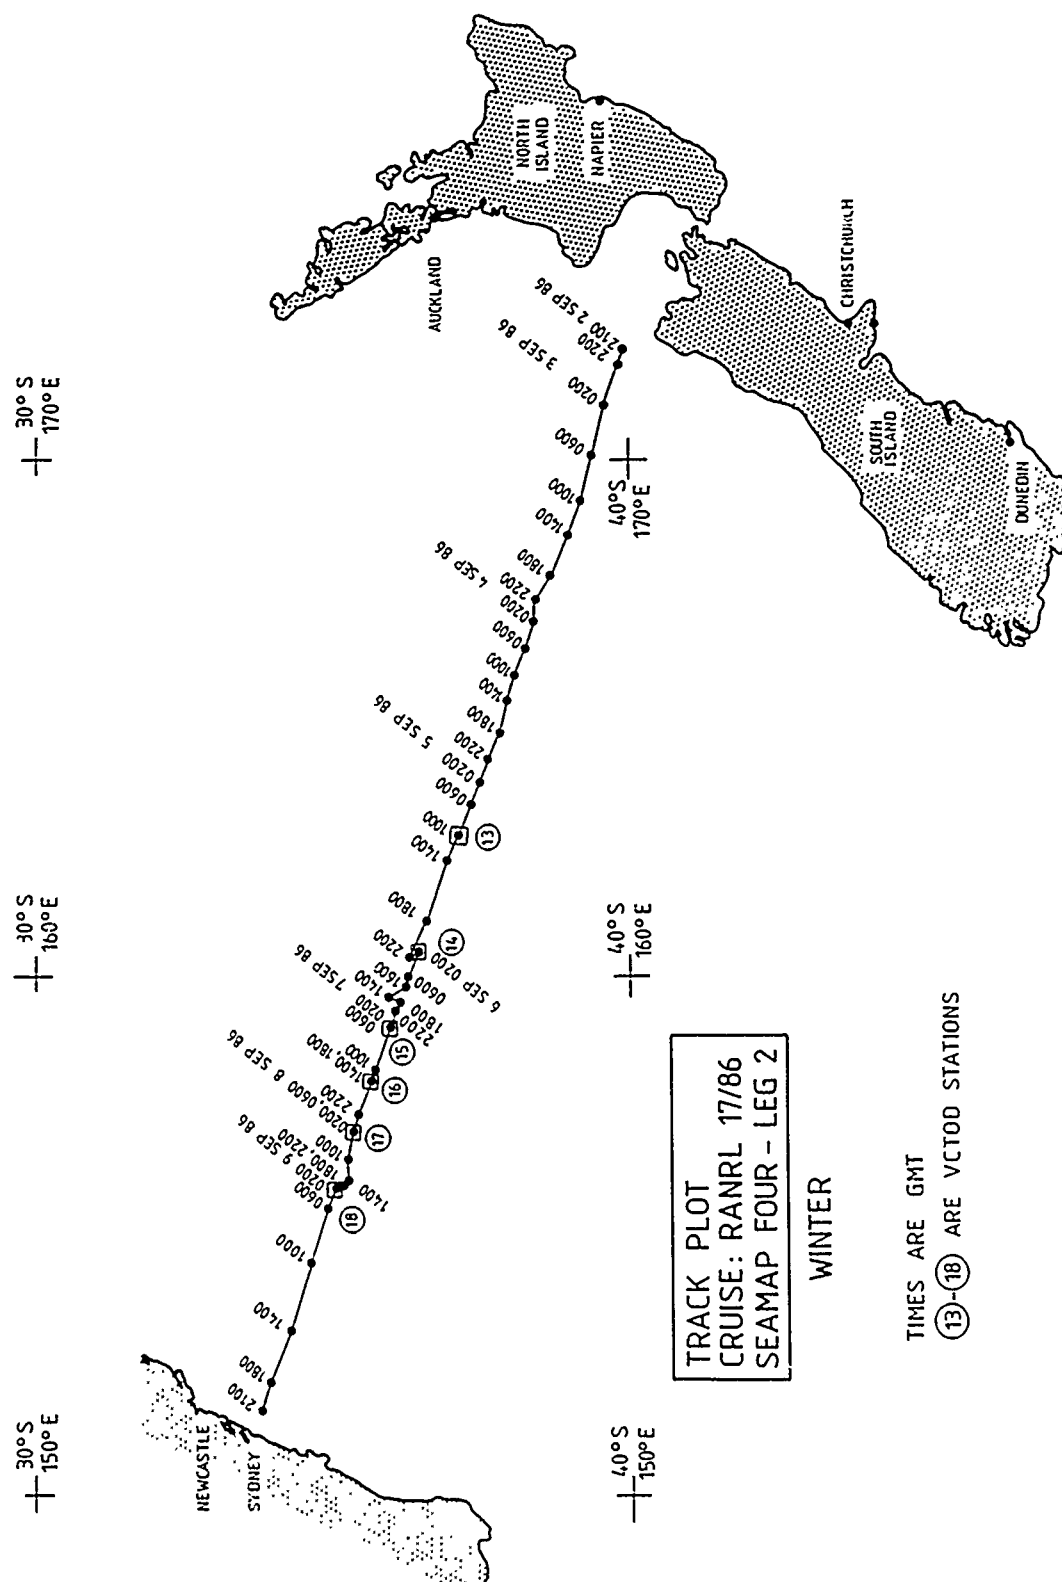 30° S
170°E
30° S
160°E
30° S
150°E
40° S
170°E
40° S
160°E
40° S
150°E
NORTH
ISLAND
NAPIER
AUCKLAND
CHRISTCHURCH
SOUTH
ISLAND
DUNEDIN
NEWCASTLE
SYDNEY
2100 2 SEP 86
2200
3 SEP 86
0200
0600
1000
1400
1800
4 SEP 86
2200
0200
0600
1000
1400
1800
5 SEP 86
2200
0200
0600
1000
13
1400
1800
2200
14
6 SEP 0200
0600
1600
1400
1800
7 SEP 86
2200
0200
0600
15
1000
1400,1800
16
2200
0200,0600 8 SEP 86
17
1000
1400
1800,2200
0200 9 SEP 86
18
0600
1000
1400
1800
2100
TRACK PLOT
CRUISE: RANRL 17/86
SEAMAP FOUR - LEG 2
WINTER
TIMES ARE GMT
13-18 ARE VCTOD STATIONS